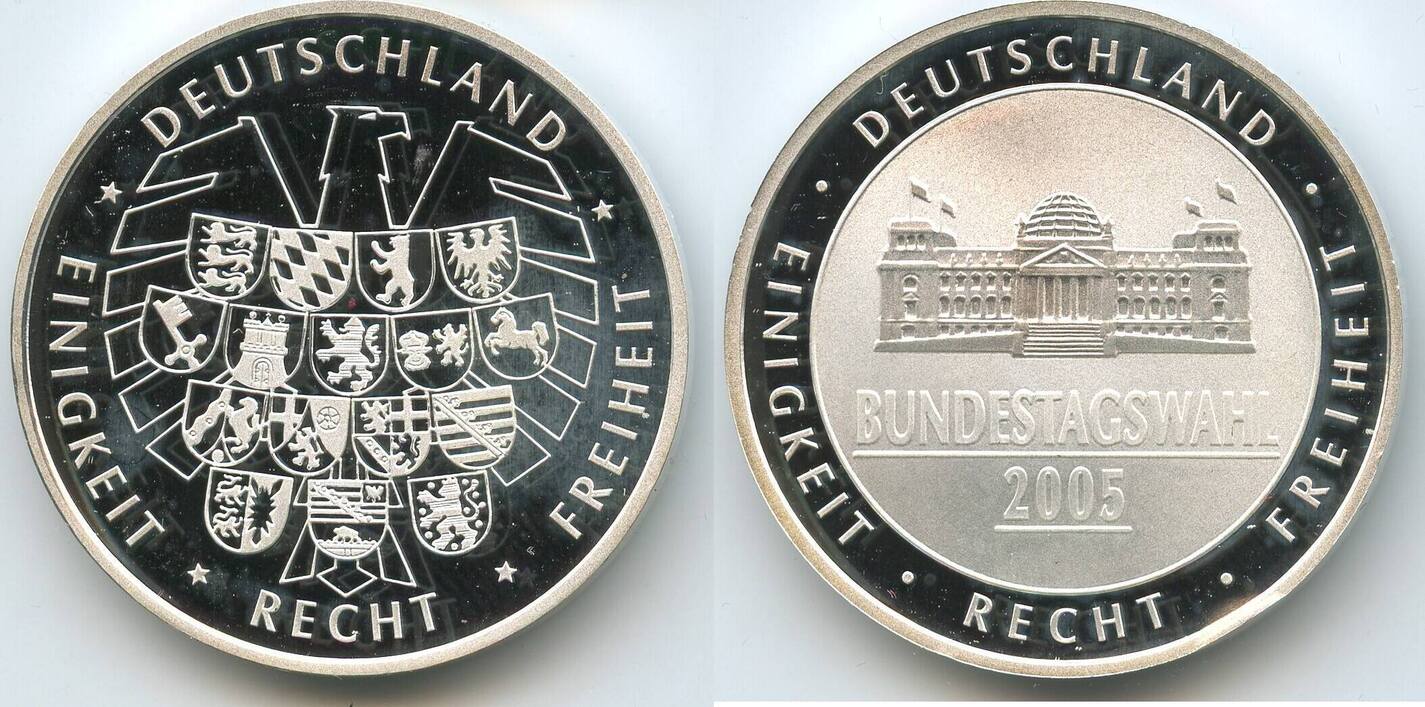 DEUTSCHLAND
EINIGKEIT
RECHT
FREIHEIT
DEUTSCHLAND
EINIGKEIT
RECHT
FREIHEIT
BUNDESTAGSWAHL
2005